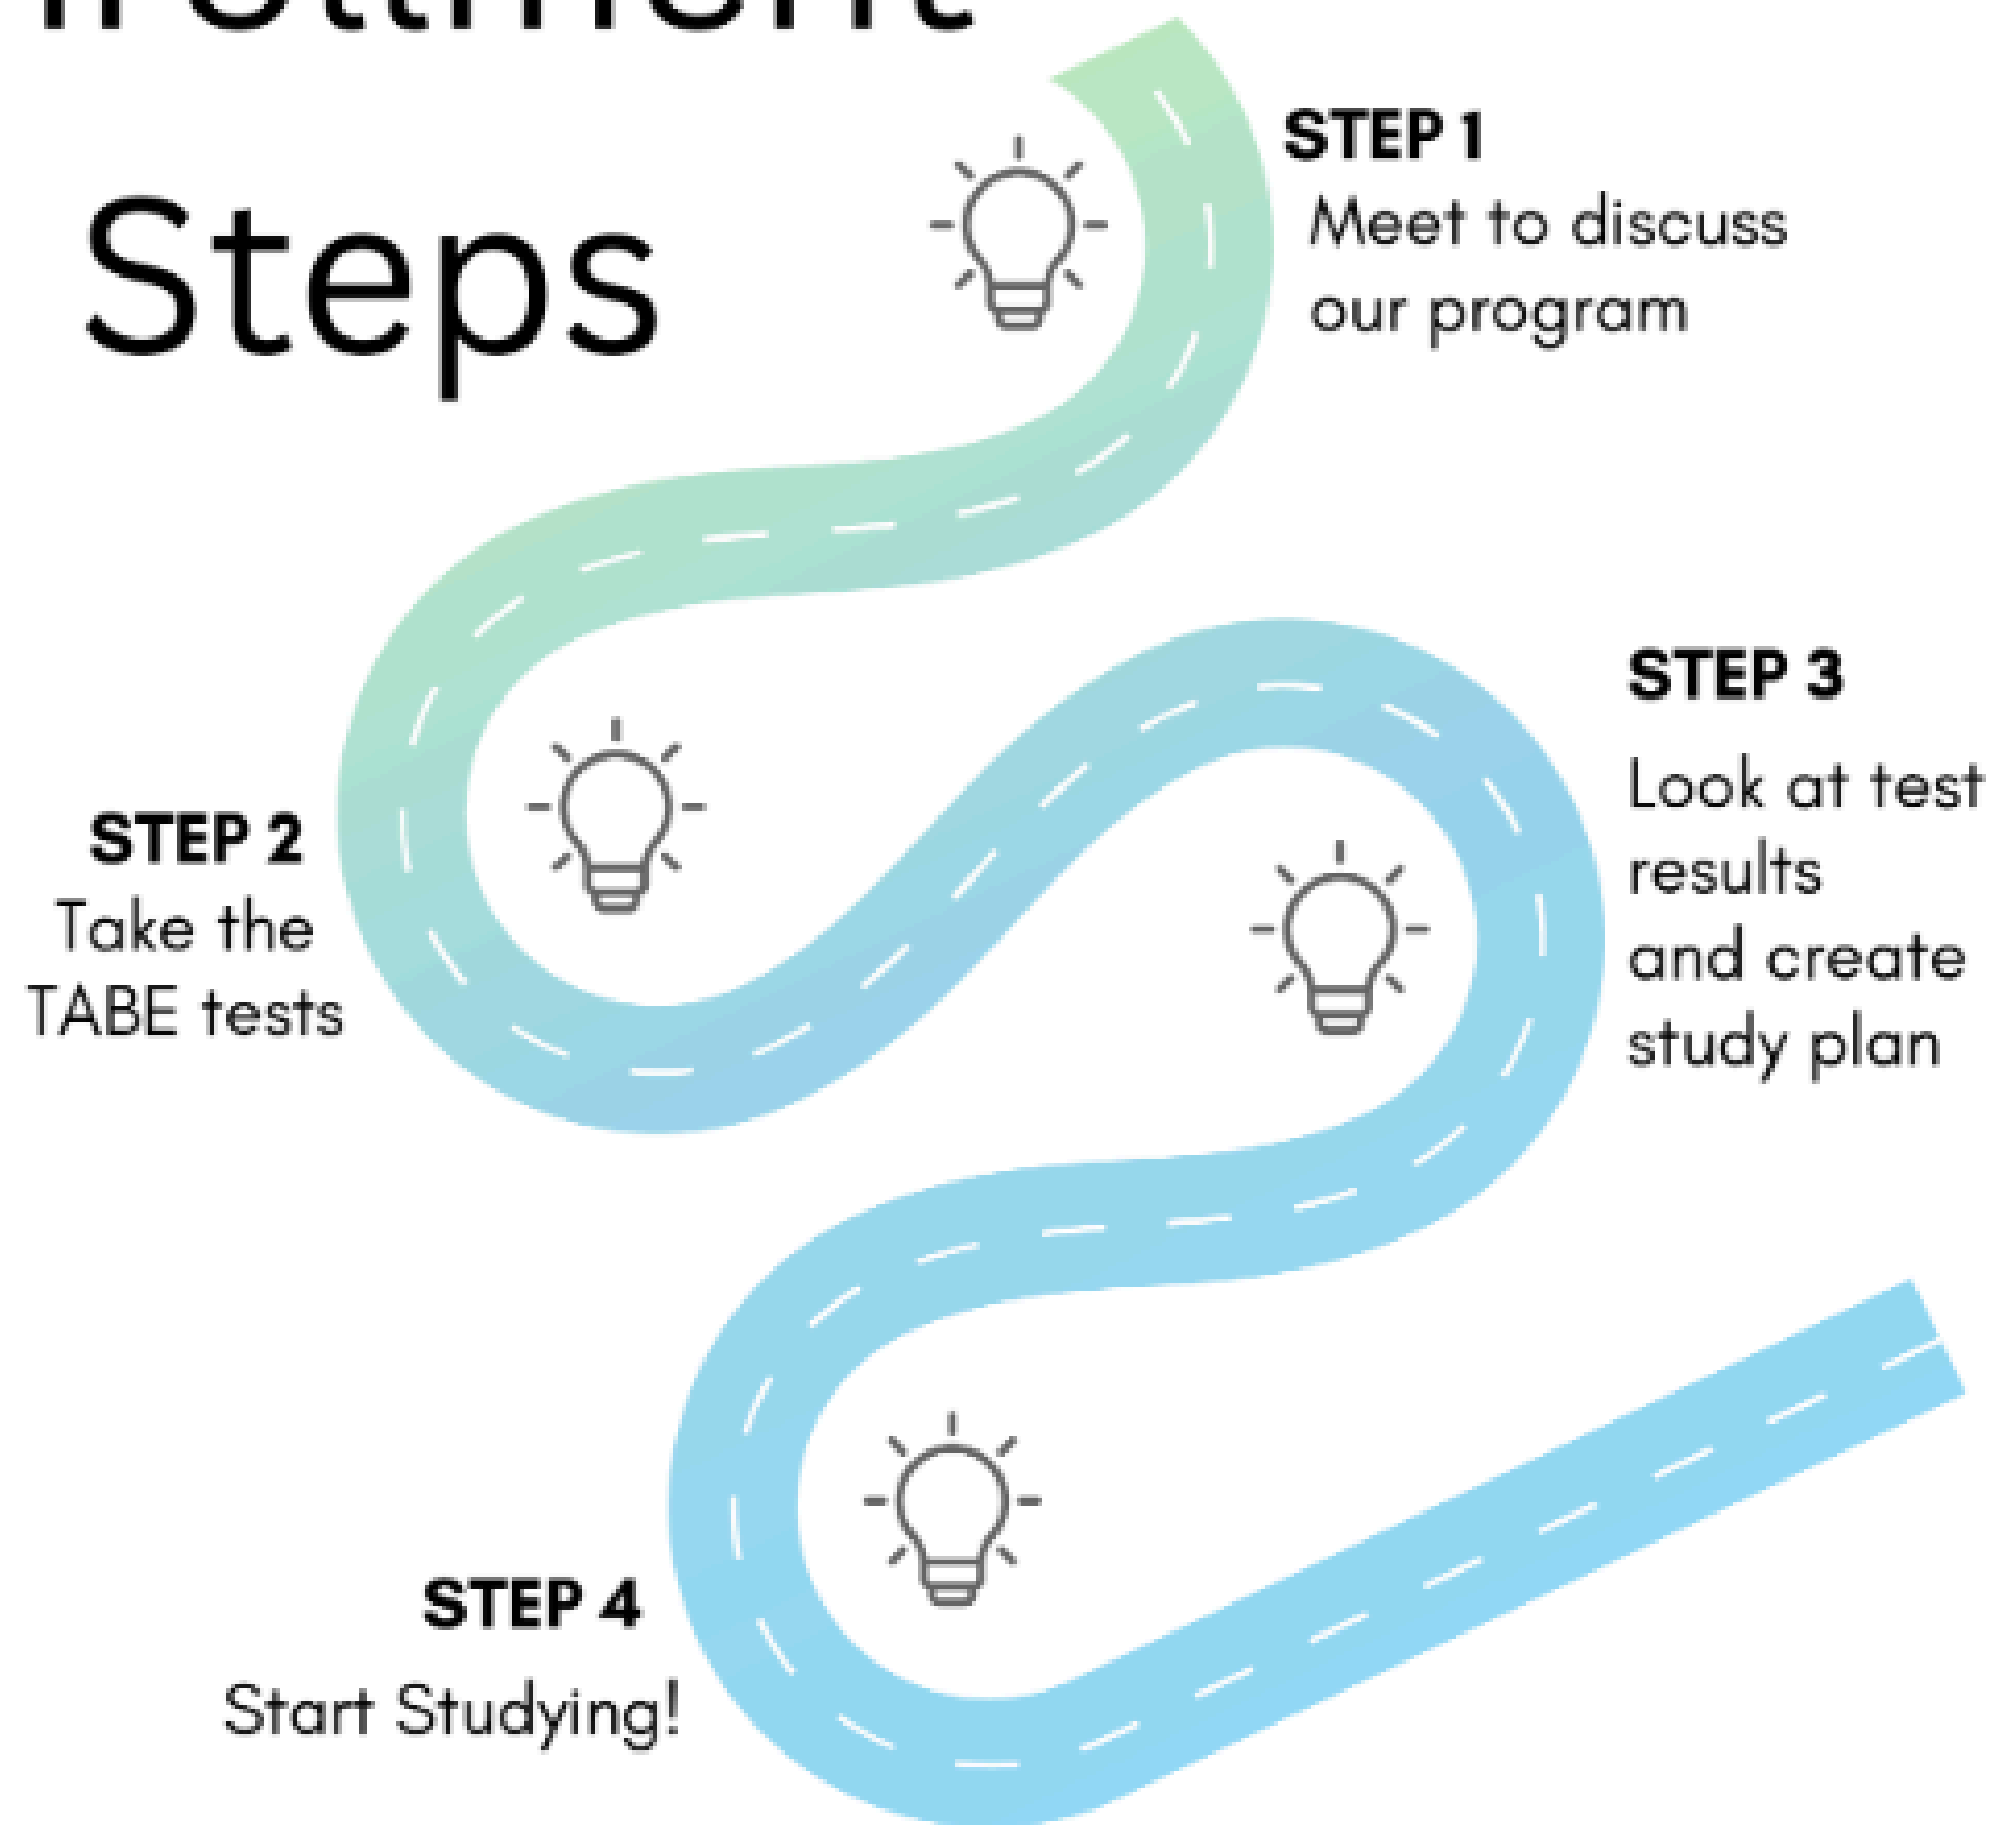 Steps
STEP 1
Meet to discuss
our program
STEP 2
Take the
TABE tests
STEP 3
Look at test
results
and create
study plan
STEP 4
Start Studying!